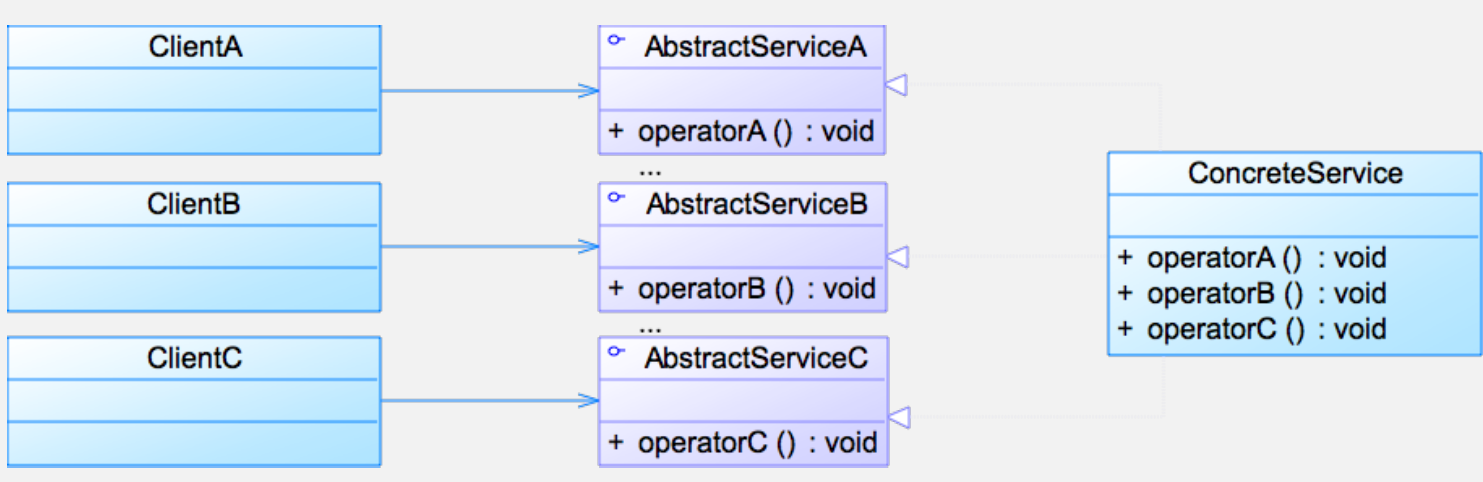 ClientA
AbstractServiceA
+ operatorA () : void
...
ClientB
AbstractServiceB
+ operatorB () : void
...
ClientC
AbstractServiceC
+ operatorC () : void
ConcreteService
+ operatorA () : void
+ operatorB () : void
+ operatorC () : void